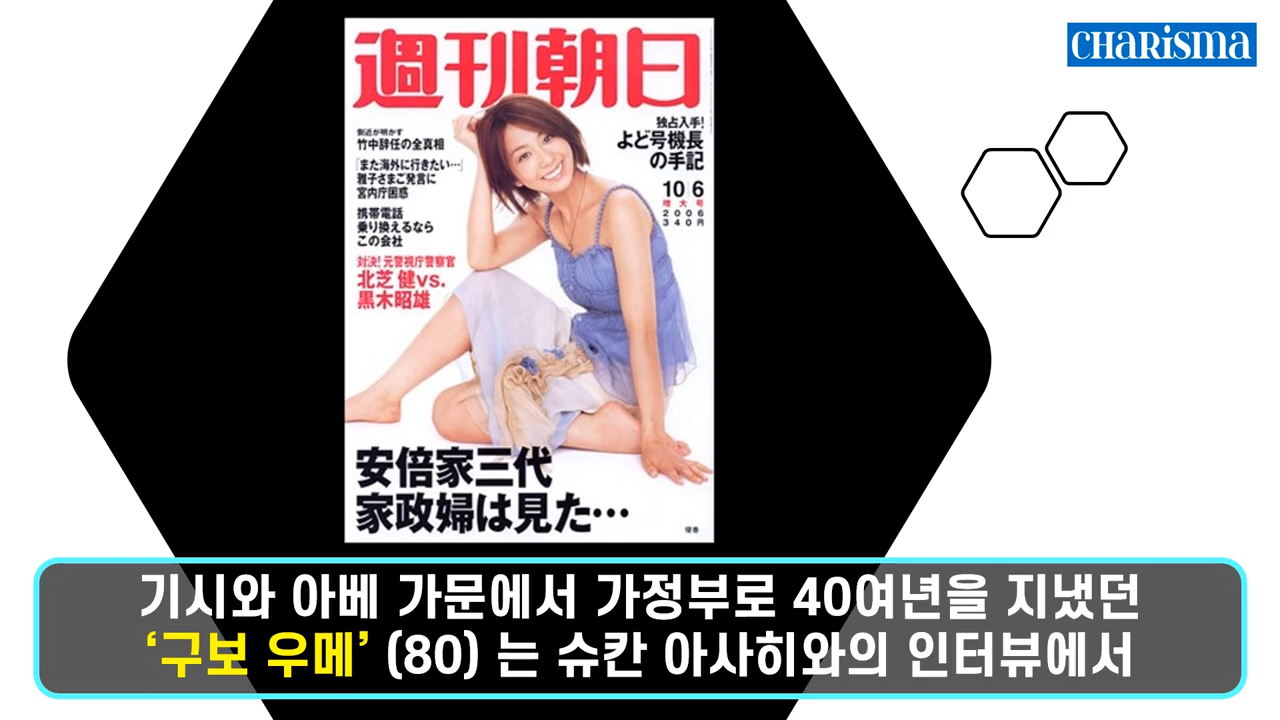 CHARiSMa
週刊朝日
側近が明かす
竹中辞任の全真相
「また海外に行きたい…」
雅子さまご発言に
宮内庁困惑
携帯電話
乗り換えるなら
この会社
対決!元警視庁警察官
北芝 健vs.
黒木昭雄
独占入手!
よど号機長
の手記
10 6
増大号
2006
340円
安倍家三代
家政婦は見た…
優香
기시와 아베 가문에서 가정부로 40여년을 지냈던
‘구보 우메’ (80) 는 슈칸 아사히와의 인터뷰에서